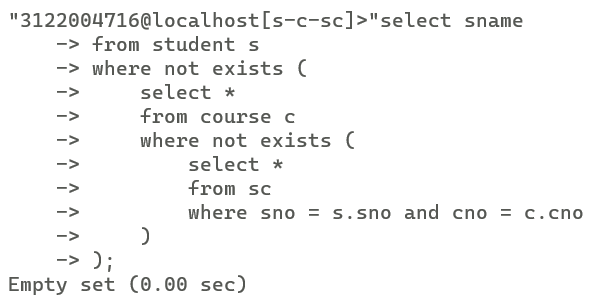 "3122004716@localhost[s-c-sc]>"select sname
    -> from student s
    -> where not exists (
    ->     select *
    ->     from course c
    ->     where not exists (
    ->         select *
    ->         from sc
    ->         where sno = s.sno and cno = c.cno
    ->     )
    -> );
Empty set (0.00 sec)